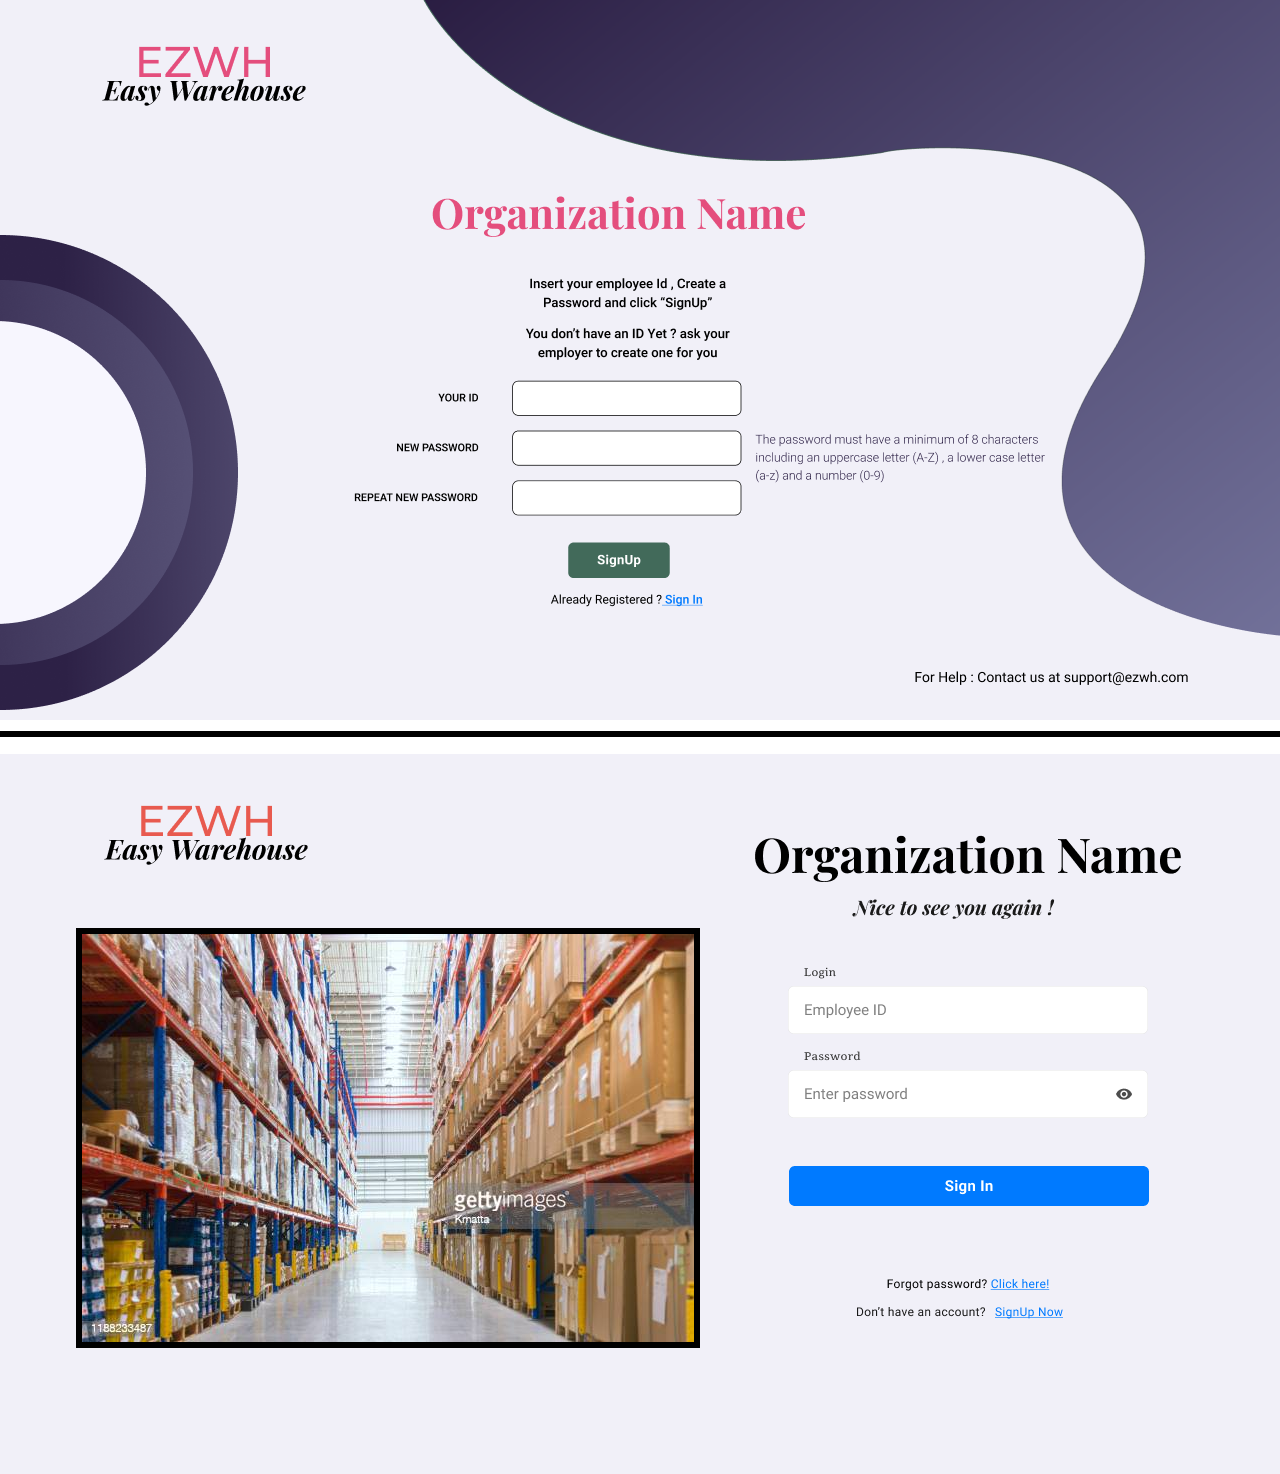 EZWH
Easy Warehouse
Organization Name
Insert your employee Id , Create a
Password and click “SignUp”
You don’t have an ID Yet ? ask your
employer to create one for you
YOUR ID
NEW PASSWORD
The password must have a minimum of 8 characters
including an uppercase letter (A-Z) , a lower case letter
(a-z) and a number (0-9)
REPEAT NEW PASSWORD
SignUp
Already Registered ? Sign In
For Help : Contact us at support@ezwh.com
EZWH
Easy Warehouse
Organization Name
Nice to see you again !
Login
Employee ID
Password
Enter password
Sign In
gettyimages®
Kmatta
1188233487
Forgot password? Click here!
Don’t have an account? SignUp Now